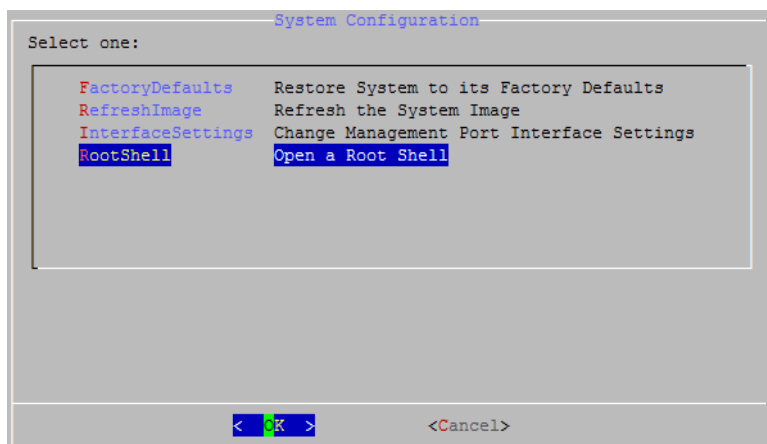 System Configuration
Select one:
FactoryDefaults Restore System to its Factory Defaults
RefreshImage Refresh the System Image
InterfaceSettings Change Management Port Interface Settings
RootShell Open a Root Shell
< OK > <Cancel>